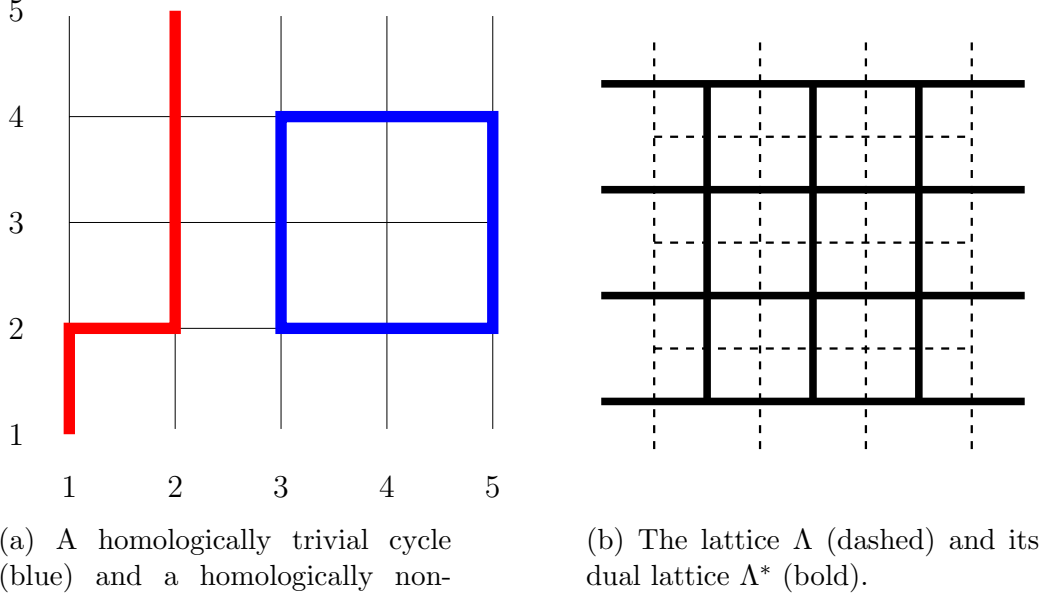 5
4
3
2
1
1 2 3 4 5
(a) A homologically trivial cycle
(blue) and a homologically non-
(b) The lattice Λ (dashed) and its
dual lattice Λ* (bold).